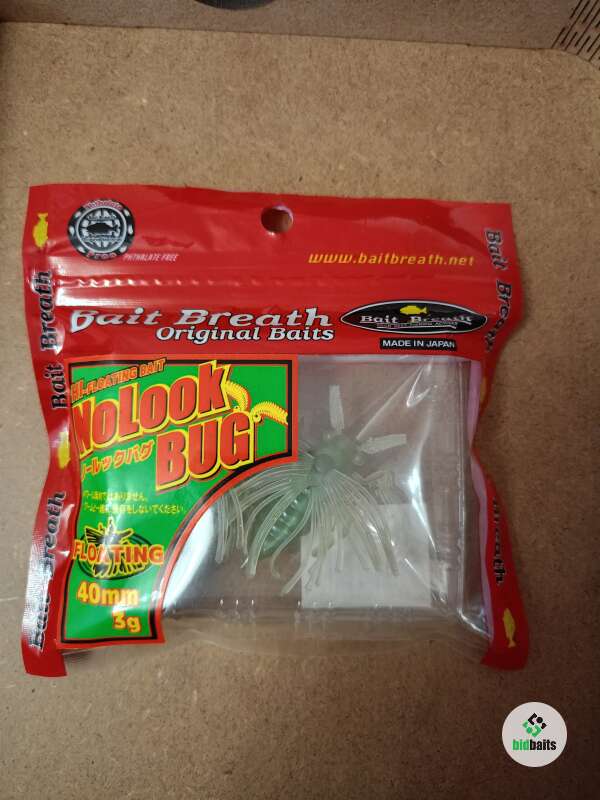 PHTHALATE FREE
www.baitbreath.net
Bait Breath
Original Baits
Bait Breath
MADE IN JAPAN
HI-FLOATING BAIT
NoLook
BUG
ノールックバグ
FLOATING
40mm
3g
Bait Breath
Bait Breath
Bait Breath
Bait Breath
bidbaits